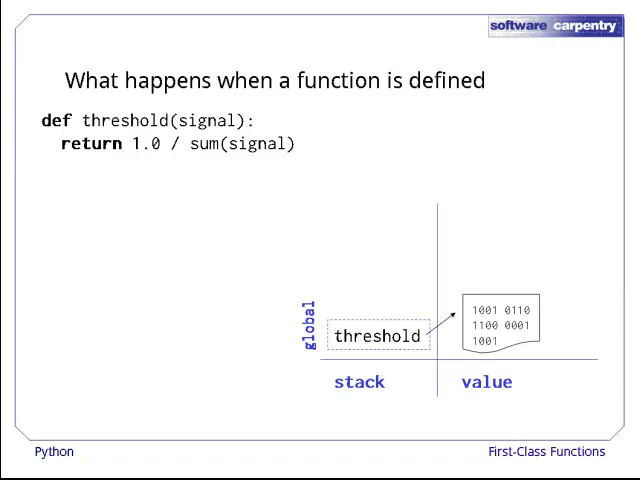 software carpentry
What happens when a function is defined
def threshold(signal):
return 1.0 / sum(signal)
global
threshold
1001 0110
1100 0001
1001
stack
value
Python
First-Class Functions